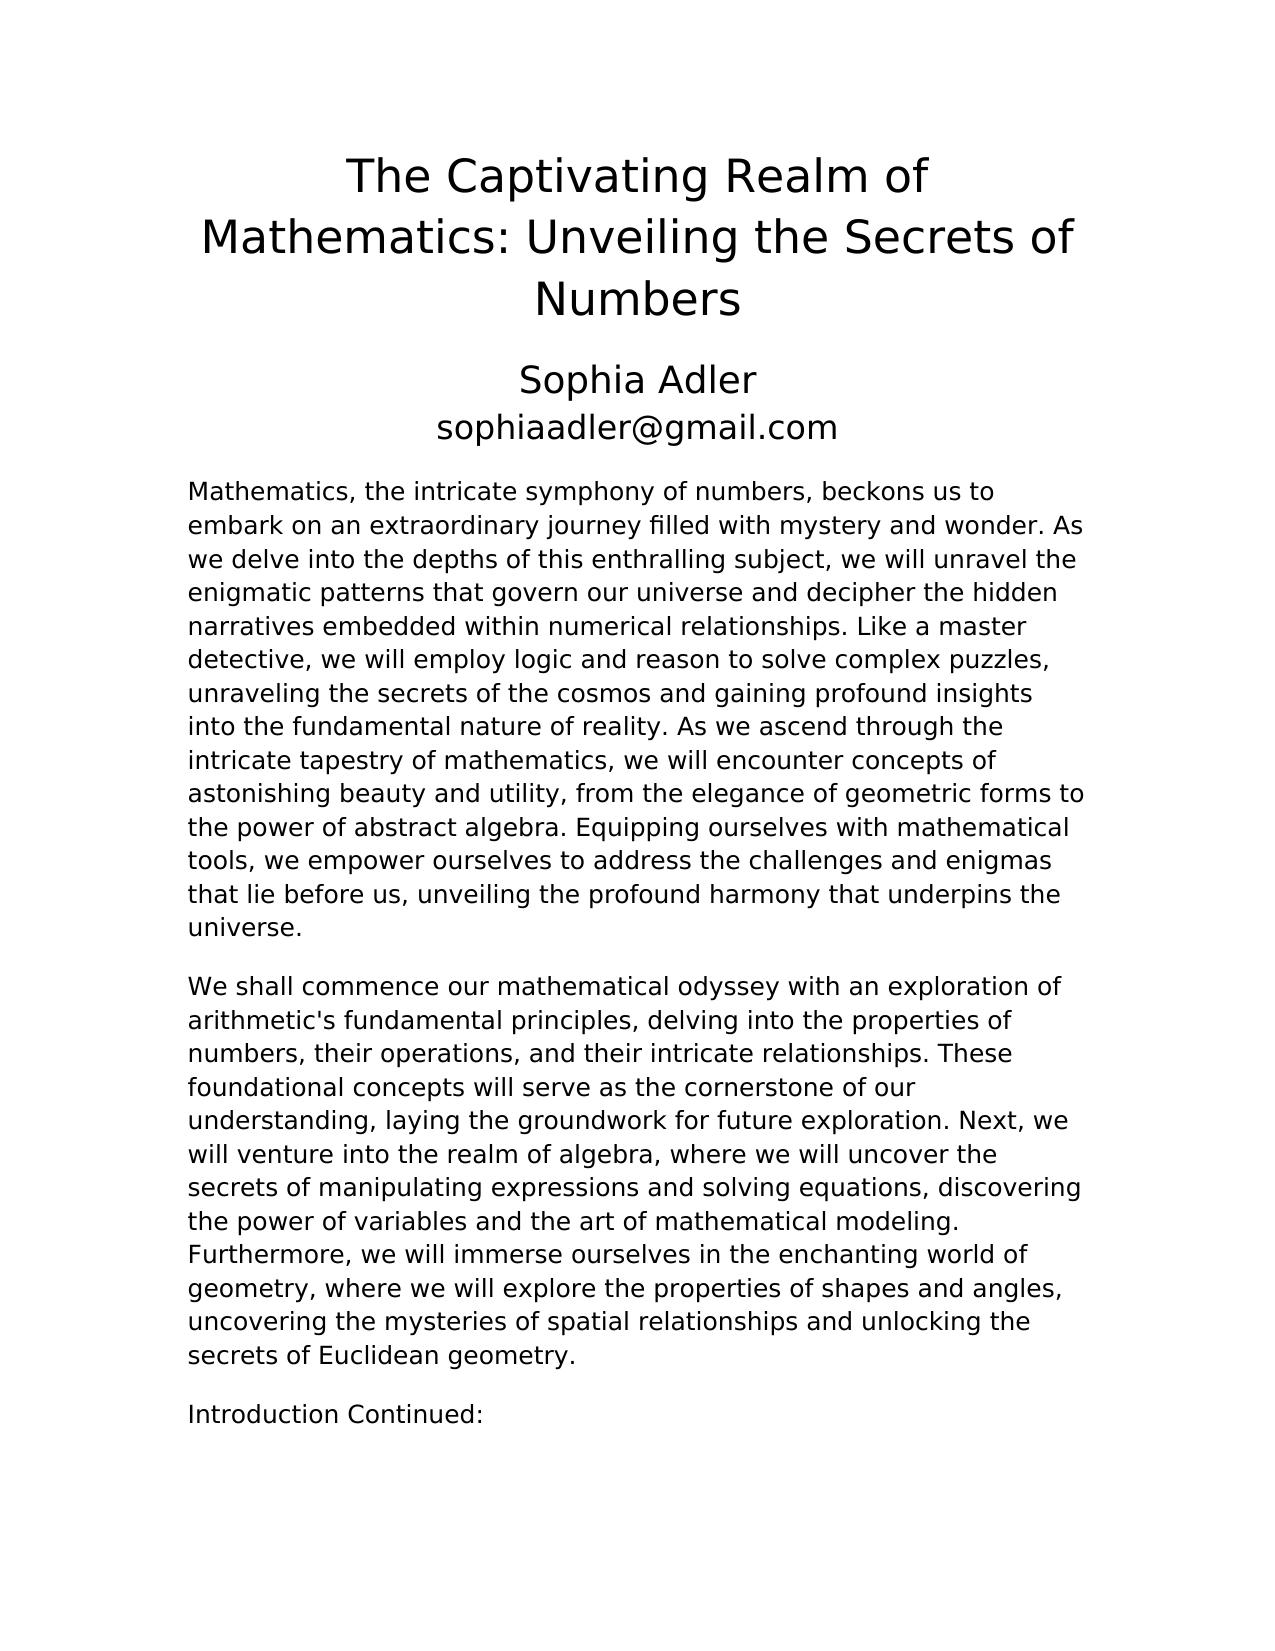 The Captivating Realm of
Mathematics: Unveiling the Secrets of
Numbers
Sophia Adler
sophiaadler@gmail.com
Mathematics, the intricate symphony of numbers, beckons us to
embark on an extraordinary journey filled with mystery and wonder. As
we delve into the depths of this enthralling subject, we will unravel the
enigmatic patterns that govern our universe and decipher the hidden
narratives embedded within numerical relationships. Like a master
detective, we will employ logic and reason to solve complex puzzles,
unraveling the secrets of the cosmos and gaining profound insights
into the fundamental nature of reality. As we ascend through the
intricate tapestry of mathematics, we will encounter concepts of
astonishing beauty and utility, from the elegance of geometric forms to
the power of abstract algebra. Equipping ourselves with mathematical
tools, we empower ourselves to address the challenges and enigmas
that lie before us, unveiling the profound harmony that underpins the
universe.
We shall commence our mathematical odyssey with an exploration of
arithmetic's fundamental principles, delving into the properties of
numbers, their operations, and their intricate relationships. These
foundational concepts will serve as the cornerstone of our
understanding, laying the groundwork for future exploration. Next, we
will venture into the realm of algebra, where we will uncover the
secrets of manipulating expressions and solving equations, discovering
the power of variables and the art of mathematical modeling.
Furthermore, we will immerse ourselves in the enchanting world of
geometry, where we will explore the properties of shapes and angles,
uncovering the mysteries of spatial relationships and unlocking the
secrets of Euclidean geometry.
Introduction Continued: